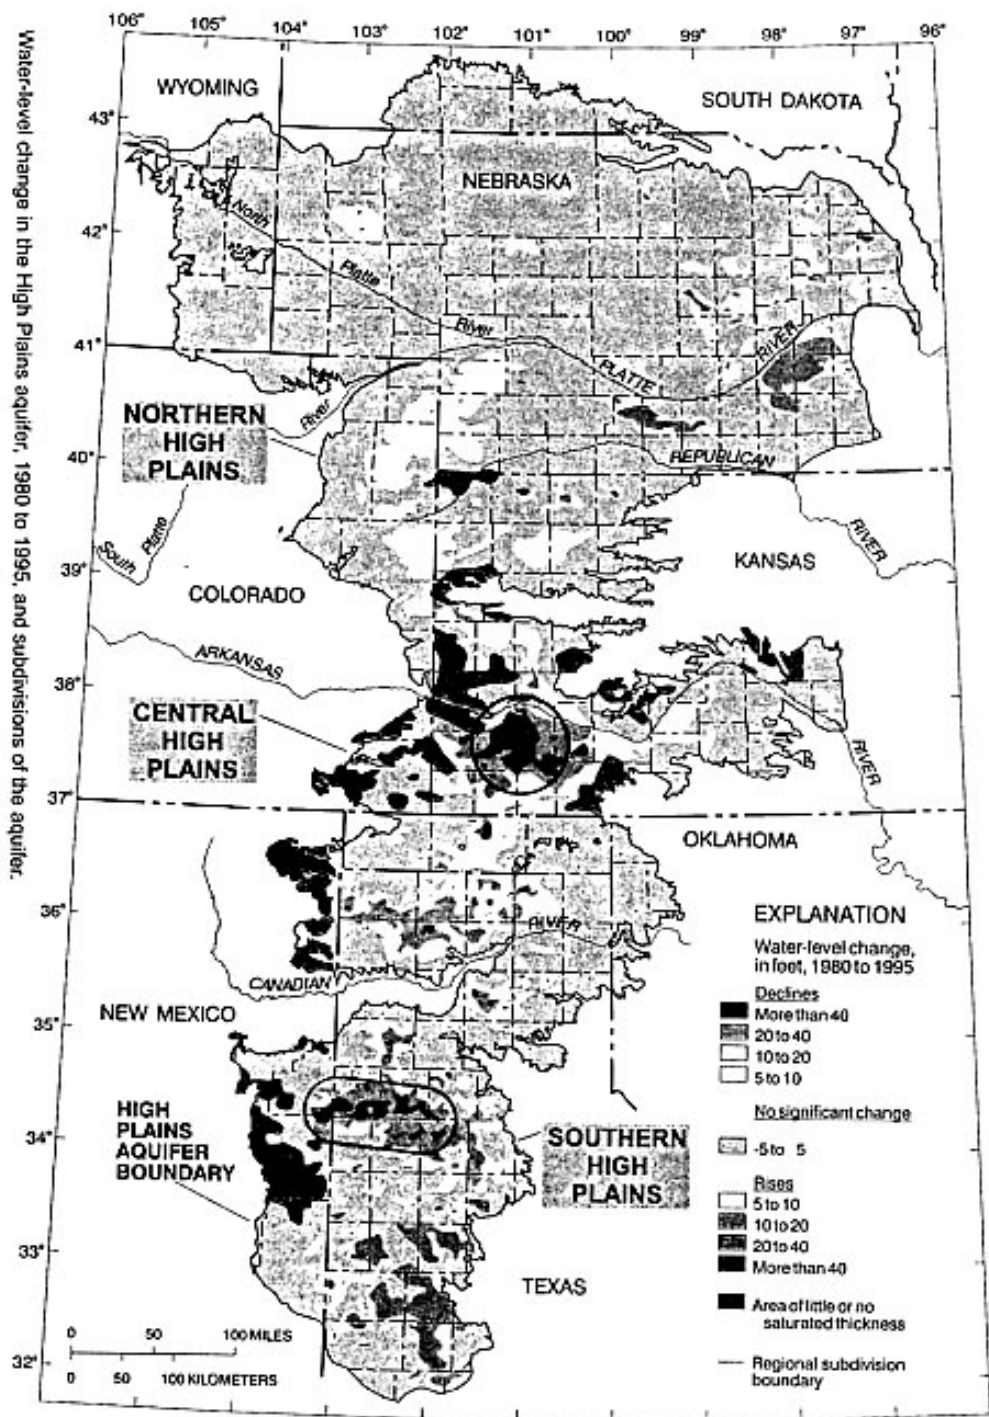 106° 105° 104° 103° 102° 101° 100° 99° 98° 97° 96°
WYOMING
SOUTH DAKOTA
43°
NEBRASKA
North
42°
Platte
River
41°
PLATTE
RIVER
River
NORTHERN
HIGH
PLAINS
REPUBLICAN
40°
South
Platte
RIVER
39°
KANSAS
COLORADO
ARKANSAS
38°
CENTRAL
HIGH
PLAINS
RIVER
37°
OKLAHOMA
36°
RIVER
CANADIAN
NEW MEXICO
35°
HIGH
PLAINS
AQUIFER
BOUNDARY
34°
SOUTHERN
HIGH
PLAINS
33°
TEXAS
0 50 100 MILES
0 50 100 KILOMETERS
32°
EXPLANATION
Water-level change,
in feet, 1980 to 1995
Declines
More than 40
20 to 40
10 to 20
5 to 10
No significant change
-5 to 5
Rises
5 to 10
10 to 20
20 to 40
More than 40
Area of little or no
saturated thickness
Regional subdivision
boundary
Water-level change in the High Plains aquifer, 1980 to 1995, and subdivisions of the aquifer.